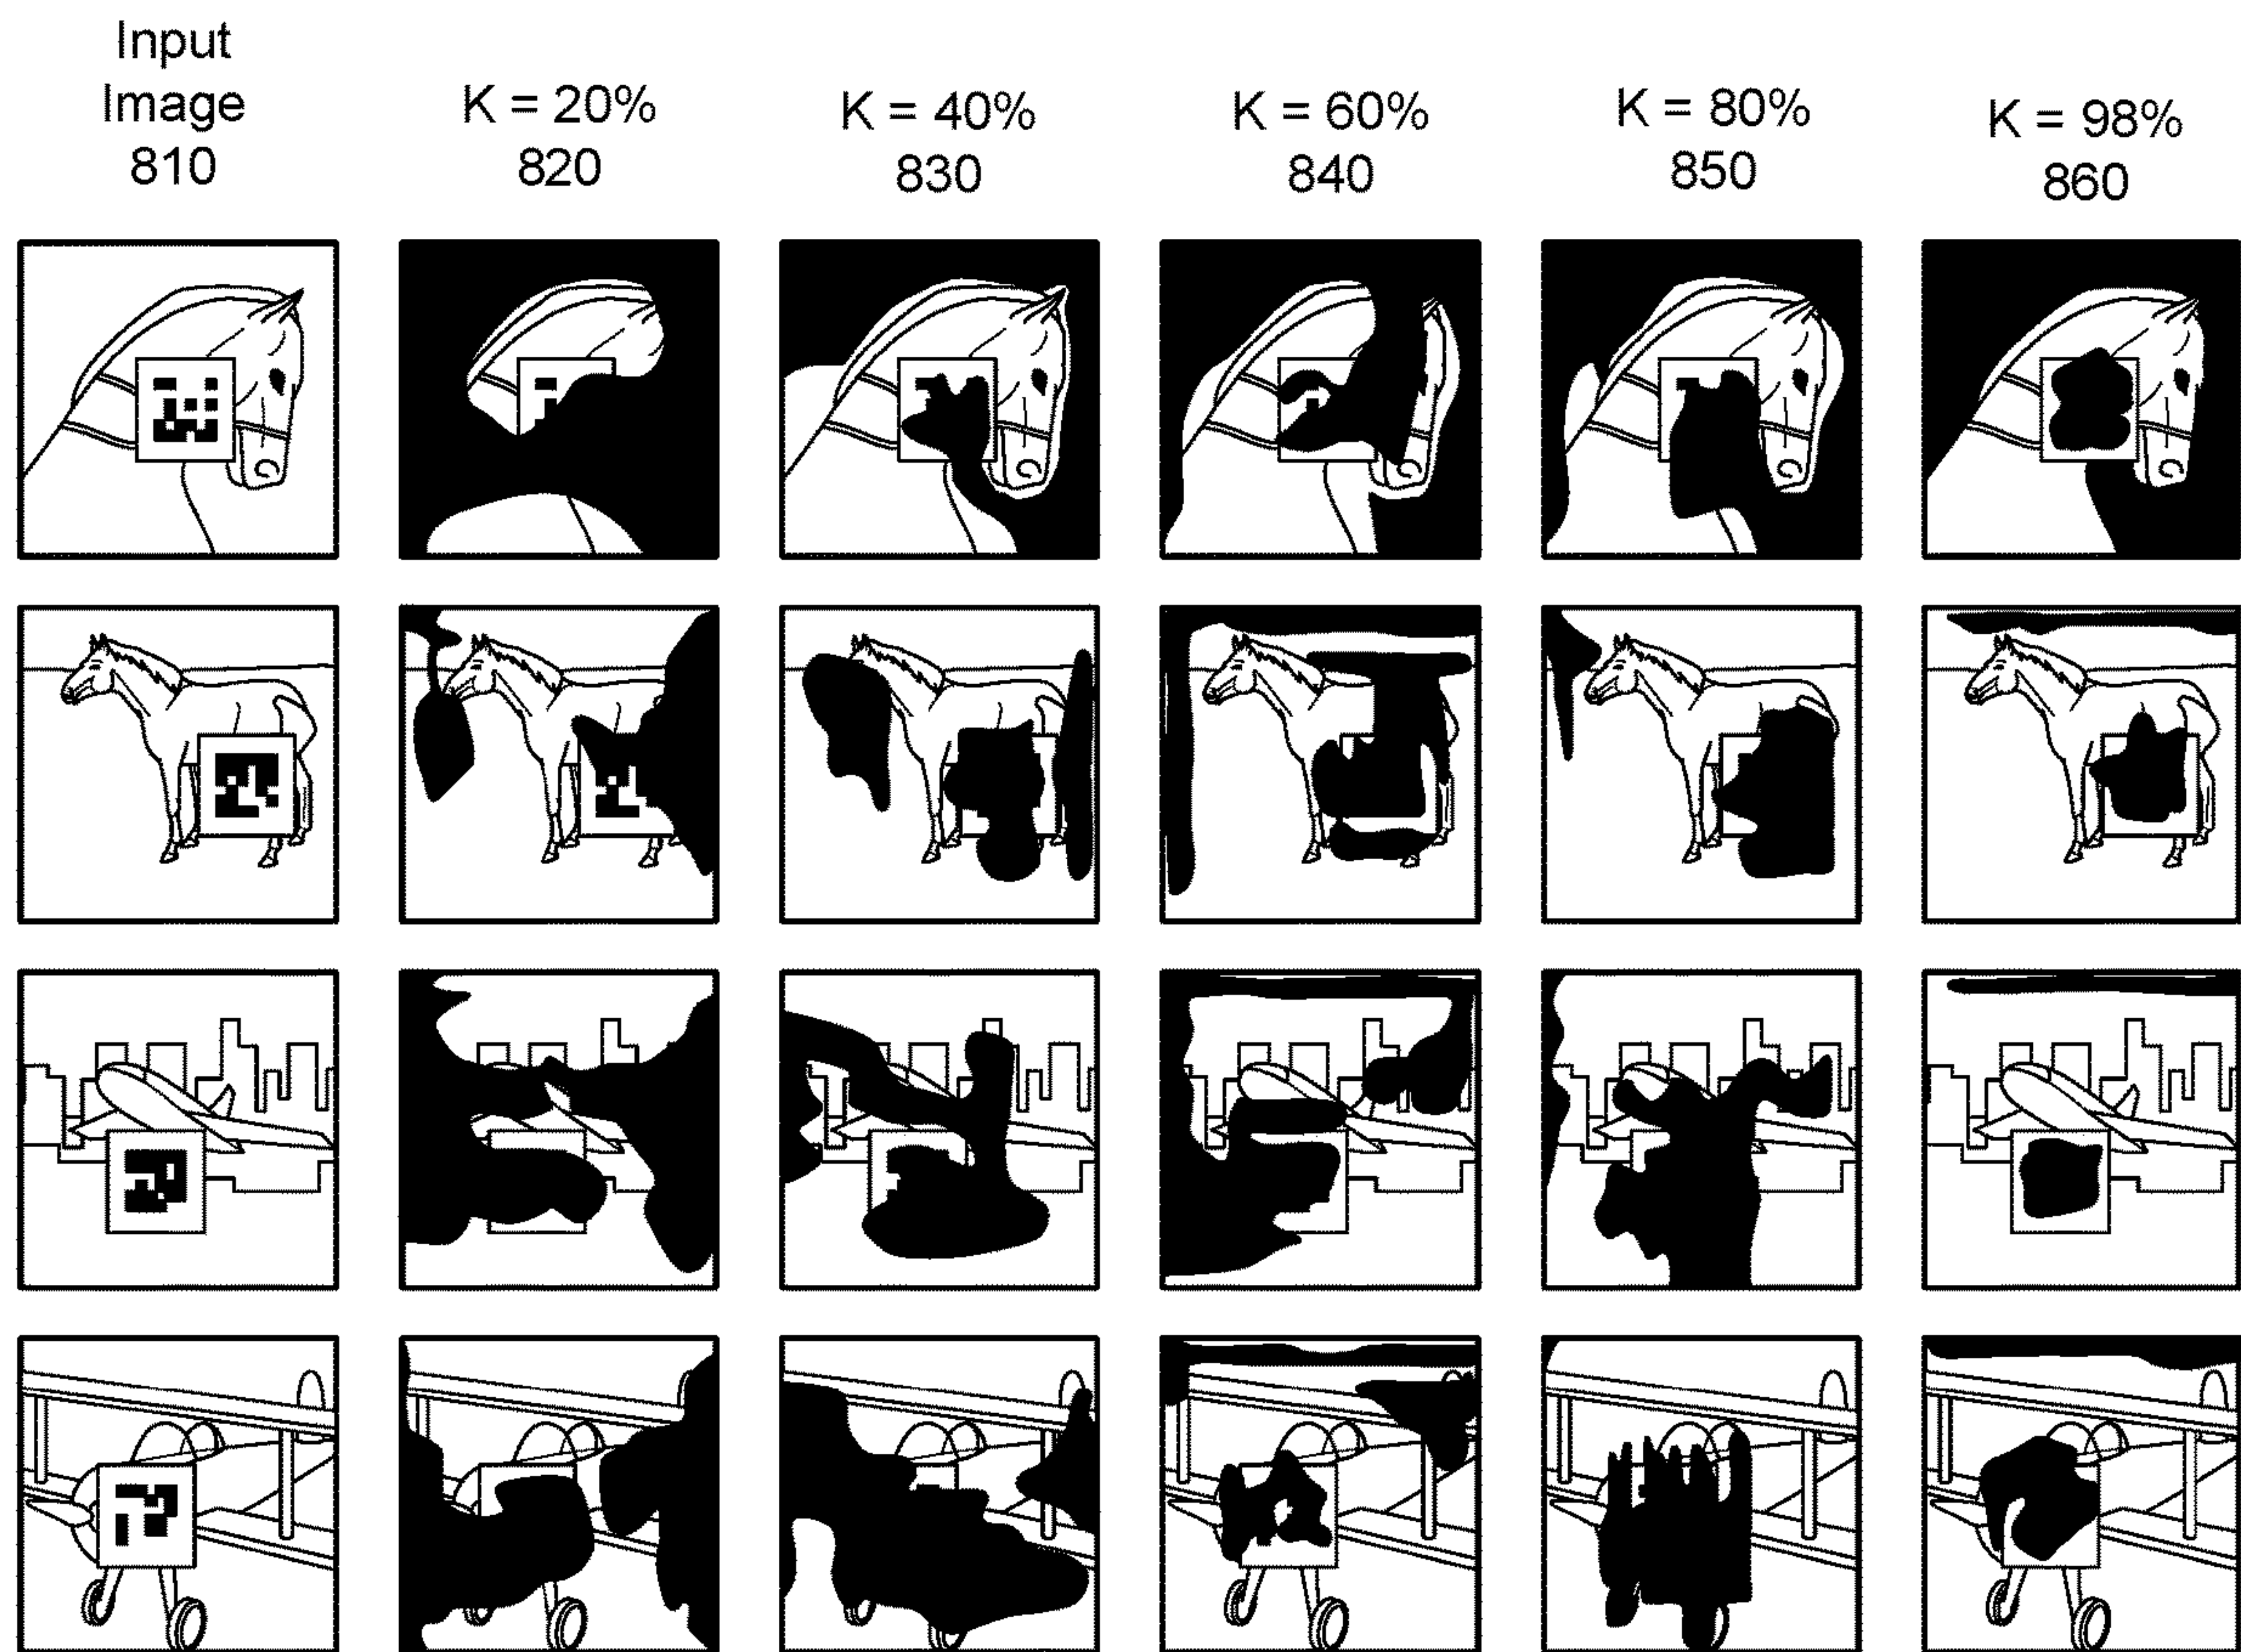 Input
Image
810
K = 20%
820
K = 40%
830
K = 60%
840
K = 80%
850
K = 98%
860